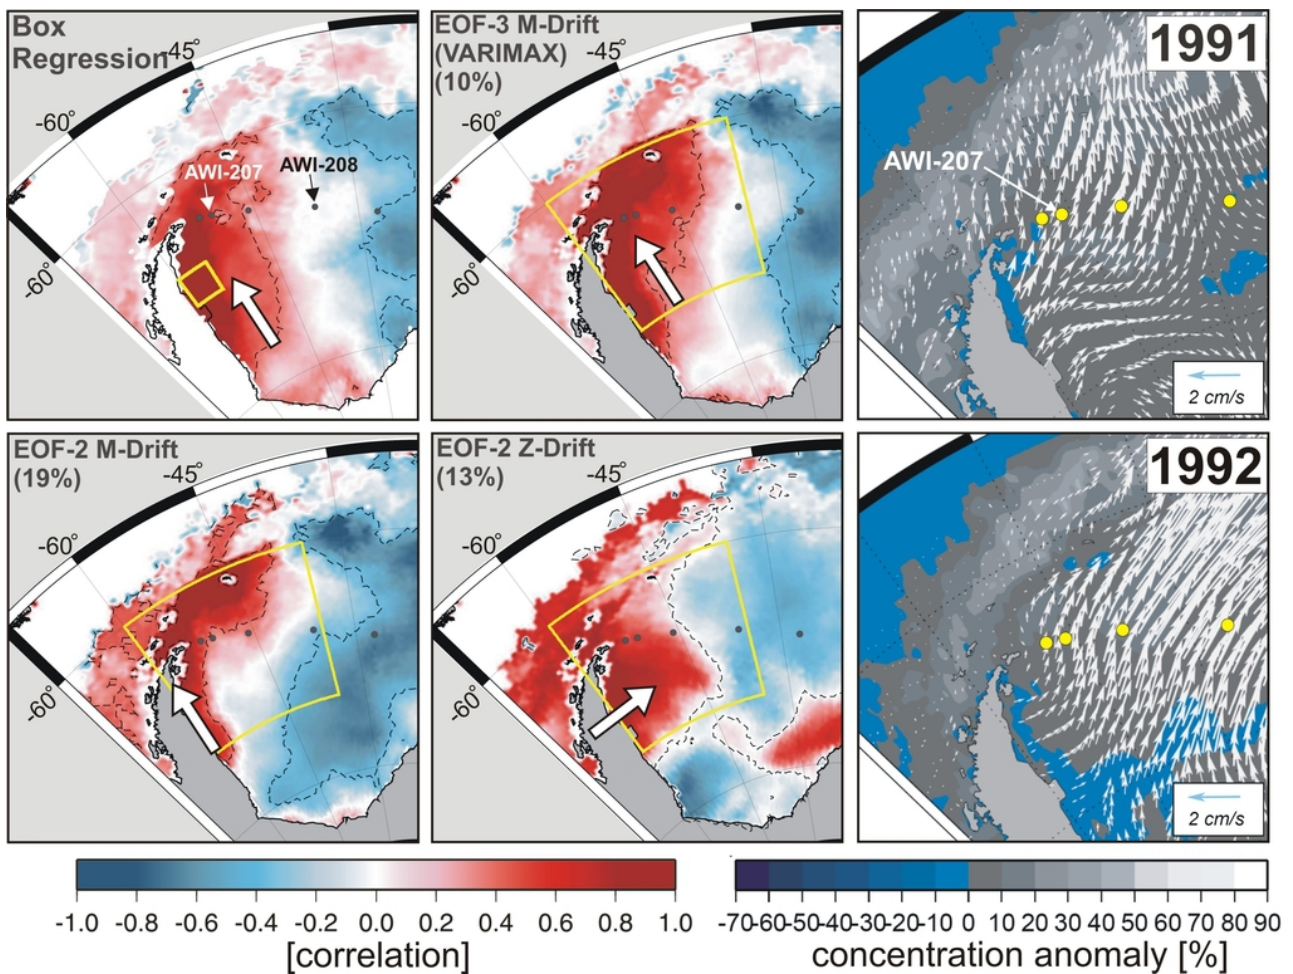 Box
Regression
-45°
-60°
-60°
AWI-207
AWI-208
EOF-3 M-Drift
(VARIMAX)
(10%)
-45°
-60°
-60°
1991
AWI-207
2 cm/s
EOF-2 M-Drift
(19%)
-45°
-60°
-60°
EOF-2 Z-Drift
(13%)
-45°
-60°
-60°
1992
2 cm/s
-1.0 -0.8 -0.6 -0.4 -0.2 0.0 0.2 0.4 0.6 0.8 1.0
[correlation]
-70-60-50-40-30-20-10 0 10 20 30 40 50 60 70 80 90
concentration anomaly [%]